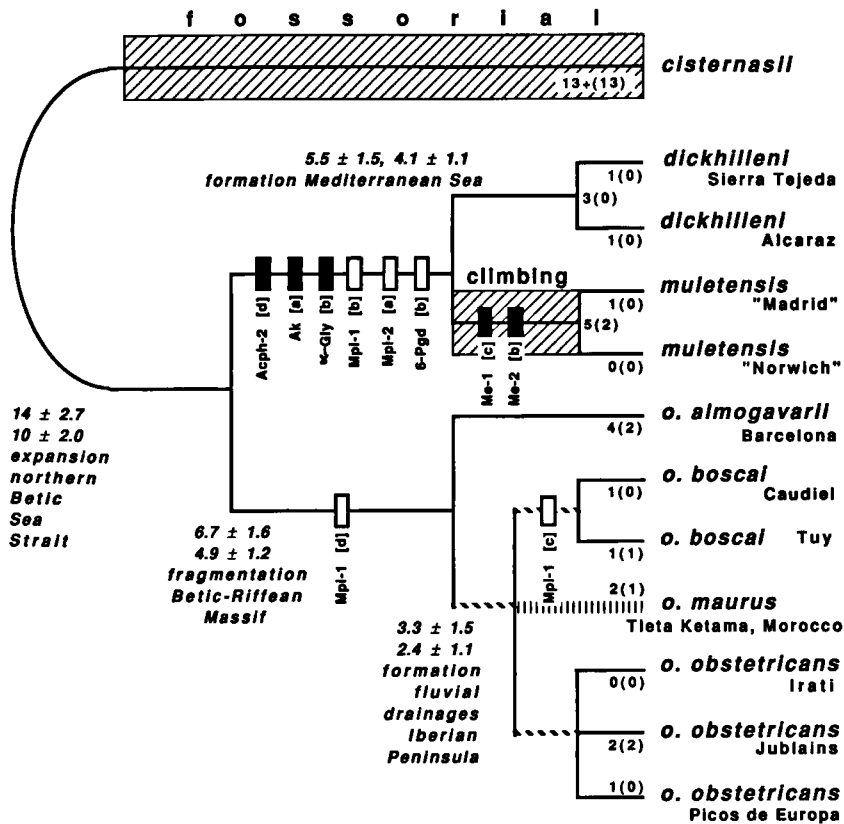 fossorial
cisternasii
13+(13)
5.5 ± 1.5, 4.1 ± 1.1
formation Mediterranean Sea
dickhilleni
1(0)
Sierra Tejeda
3(0)
dickhilleni
1(0)
Alcaraz
climbing
muletensis
1(0)
"Madrid"
5(2)
muletensis
0(0)
"Norwich"
Acph-2 [d]
Ak [a]
α-Gly [b]
Mpi-1 [b]
Mpi-2 [a]
6-Pgd [b]
Me-1 [c]
Me-2 [b]
14 ± 2.7
10 ± 2.0
expansion
northern
Betic
Sea
Strait
o. almogavarii
4(2)
Barcelona
o. boscai
1(0)
Caudiel
o. boscai
Tuy
1(1)
Mpi-1 [c]
Mpi-1 [d]
6.7 ± 1.6
4.9 ± 1.2
fragmentation
Betic-Riffean
Massif
2(1)
o. maurus
Tleta Ketama, Morocco
3.3 ± 1.5
2.4 ± 1.1
formation
fluvial
drainages
Iberian
Peninsula
o. obstetricans
0(0)
Irati
o. obstetricans
2(2)
Jublains
1(0)
o. obstetricans
Picos de Europa